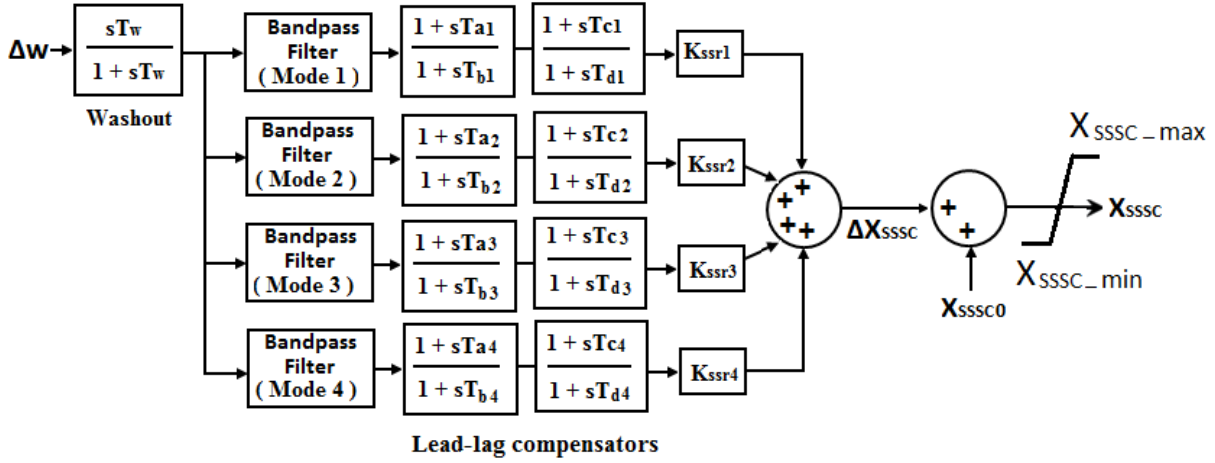 Δw
sTw
1 + sTw
Washout
Bandpass
Filter
( Mode 1 )
1 + sTa1
1 + sTb1
1 + sTc1
1 + sTd1
Kssr1
Bandpass
Filter
( Mode 2 )
1 + sTa2
1 + sTb2
1 + sTc2
1 + sTd2
Kssr2
Bandpass
Filter
( Mode 3 )
1 + sTa3
1 + sTb3
1 + sTc3
1 + sTd3
Kssr3
Bandpass
Filter
( Mode 4 )
1 + sTa4
1 + sTb4
1 + sTc4
1 + sTd4
Kssr4
Lead-lag compensators
+ +
+ +
ΔXSSSC
+
+
XSSSC0
XSSSC_max
XSSSC
XSSSC_min